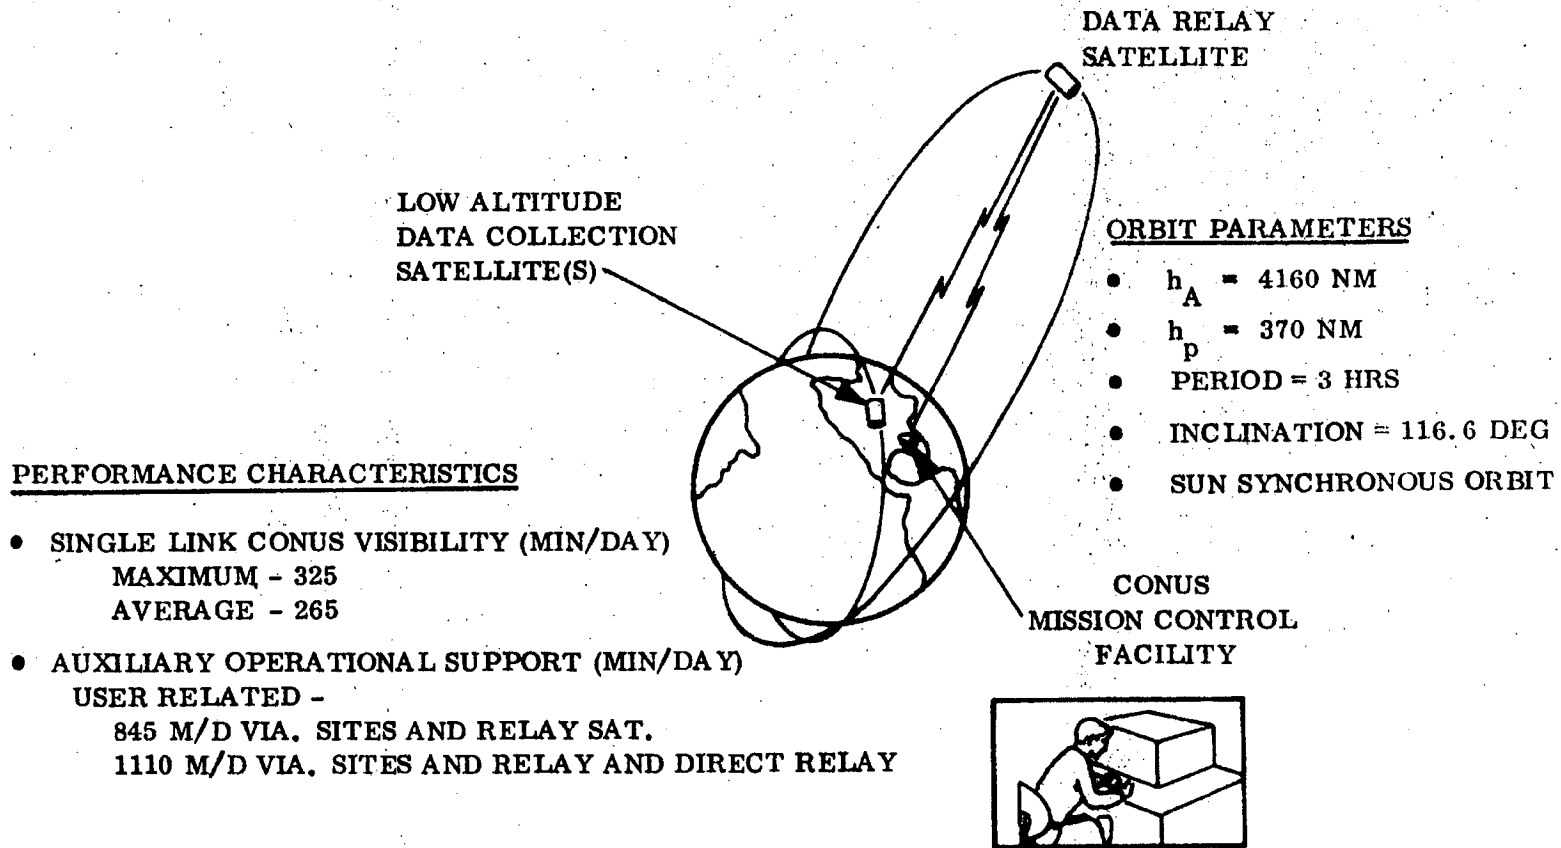 DATA RELAY
SATELLITE
LOW ALTITUDE
DATA COLLECTION
SATELLITE(S)
ORBIT PARAMETERS
• hA = 4160 NM
• hp = 370 NM
• PERIOD = 3 HRS
• INCLINATION = 116.6 DEG
• SUN SYNCHRONOUS ORBIT
PERFORMANCE CHARACTERISTICS
• SINGLE LINK CONUS VISIBILITY (MIN/DAY)
MAXIMUM - 325
AVERAGE - 265
• AUXILIARY OPERATIONAL SUPPORT (MIN/DAY)
USER RELATED -
845 M/D VIA. SITES AND RELAY SAT.
1110 M/D VIA. SITES AND RELAY AND DIRECT RELAY
CONUS
MISSION CONTROL
FACILITY